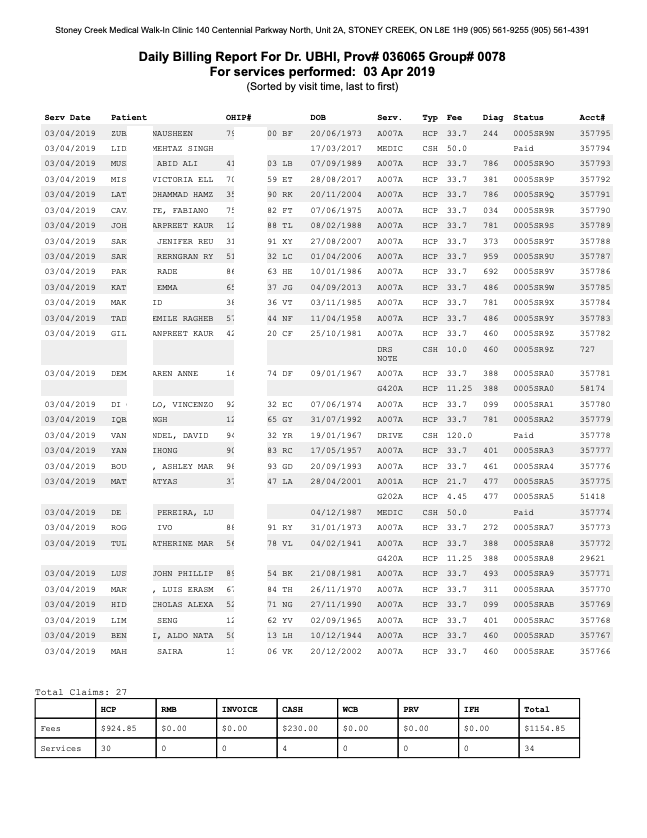 Stoney Creek Medical Walk-In Clinic 140 Centennial Parkway North, Unit 2A, STONEY CREEK, ON L8E 1H9 (905) 561-9255 (905) 561-4391
Daily Billing Report For Dr. UBHI, Prov# 036065 Group# 0078
For services performed: 03 Apr 2019
(Sorted by visit time, last to first)
Serv Date Patient OHIP# DOB Serv. Typ Fee Diag Status Acct#
03/04/2019 ZUB NAUSHEEN 79 00 BF 20/06/1973 A007A HCP 33.7 244 0005SR9N 357795
03/04/2019 LID MEHTAZ SINGH 17/03/2017 MEDIC CSH 50.0 Paid 357794
03/04/2019 MUS ABID ALI 41 03 LB 07/09/1989 A007A HCP 33.7 786 0005SR9O 357793
03/04/2019 MIS VICTORIA ELL 70 59 ET 28/08/2017 A007A HCP 33.7 381 0005SR9P 357792
03/04/2019 LAT OHAMMAD HAMZ 35 90 RK 20/11/2004 A007A HCP 33.7 786 0005SR9Q 357791
03/04/2019 CAV TE, FABIANO 75 82 FT 07/06/1975 A007A HCP 33.7 034 0005SR9R 357790
03/04/2019 JOH ARPREET KAUR 12 88 TL 08/02/1988 A007A HCP 33.7 781 0005SR9S 357789
03/04/2019 SAR JENIFER REU 31 91 XY 27/08/2007 A007A HCP 33.7 373 0005SR9T 357788
03/04/2019 SAR RERNGRAN RY 51 32 LC 01/04/2006 A007A HCP 33.7 959 0005SR9U 357787
03/04/2019 PAR RADE 86 63 HE 10/01/1986 A007A HCP 33.7 692 0005SR9V 357786
03/04/2019 KAT EMMA 65 37 JG 04/09/2013 A007A HCP 33.7 486 0005SR9W 357785
03/04/2019 MAK ID 38 36 VT 03/11/1985 A007A HCP 33.7 781 0005SR9X 357784
03/04/2019 TAD EMILE RAGHEB 57 44 NF 11/04/1958 A007A HCP 33.7 486 0005SR9Y 357783
03/04/2019 GIL ANPREET KAUR 42 20 CF 25/10/1981 A007A HCP 33.7 460 0005SR9Z 357782
DRS NOTE CSH 10.0 460 0005SR9Z 727
03/04/2019 DEM AREN ANNE 16 74 DF 09/01/1967 A007A HCP 33.7 388 0005SRA0 357781
G420A HCP 11.25 388 0005SRA0 58174
03/04/2019 DI LO, VINCENZO 92 32 EC 07/06/1974 A007A HCP 33.7 099 0005SRA1 357780
03/04/2019 IQB NGH 12 65 GY 31/07/1992 A007A HCP 33.7 781 0005SRA2 357779
03/04/2019 VAN NDEL, DAVID 94 32 YR 19/01/1967 DRIVE CSH 120.0 Paid 357778
03/04/2019 YAN IHONG 90 83 RC 17/05/1957 A007A HCP 33.7 401 0005SRA3 357777
03/04/2019 BOU , ASHLEY MAR 98 93 GD 20/09/1993 A007A HCP 33.7 461 0005SRA4 357776
03/04/2019 MAT ATYAS 37 47 LA 28/04/2001 A001A HCP 21.7 477 0005SRA5 357775
G202A HCP 4.45 477 0005SRA5 51418
03/04/2019 DE PEREIRA, LU 04/12/1987 MEDIC CSH 50.0 Paid 357774
03/04/2019 ROG IVO 88 91 RY 31/01/1973 A007A HCP 33.7 272 0005SRA7 357773
03/04/2019 TUL ATHERINE MAR 56 78 VL 04/02/1941 A007A HCP 33.7 388 0005SRA8 357772
G420A HCP 11.25 388 0005SRA8 29621
03/04/2019 LUS JOHN PHILLIP 89 54 BK 21/08/1981 A007A HCP 33.7 493 0005SRA9 357771
03/04/2019 MAR , LUIS ERASM 67 84 TH 26/11/1970 A007A HCP 33.7 311 0005SRAA 357770
03/04/2019 HID CHOLAS ALEXA 52 71 NG 27/11/1990 A007A HCP 33.7 099 0005SRAB 357769
03/04/2019 LIM SENG 12 62 YV 02/09/1965 A007A HCP 33.7 401 0005SRAC 357768
03/04/2019 BEN I, ALDO NATA 50 13 LH 10/12/1944 A007A HCP 33.7 460 0005SRAD 357767
03/04/2019 MAH SAIRA 13 06 VK 20/12/2002 A007A HCP 33.7 460 0005SRAE 357766
Total Claims: 27
HCP RMB INVOICE CASH WCB PRV IFH Total
Fees $924.85 $0.00 $0.00 $230.00 $0.00 $0.00 $0.00 $1154.85
Services 30 0 0 4 0 0 0 34